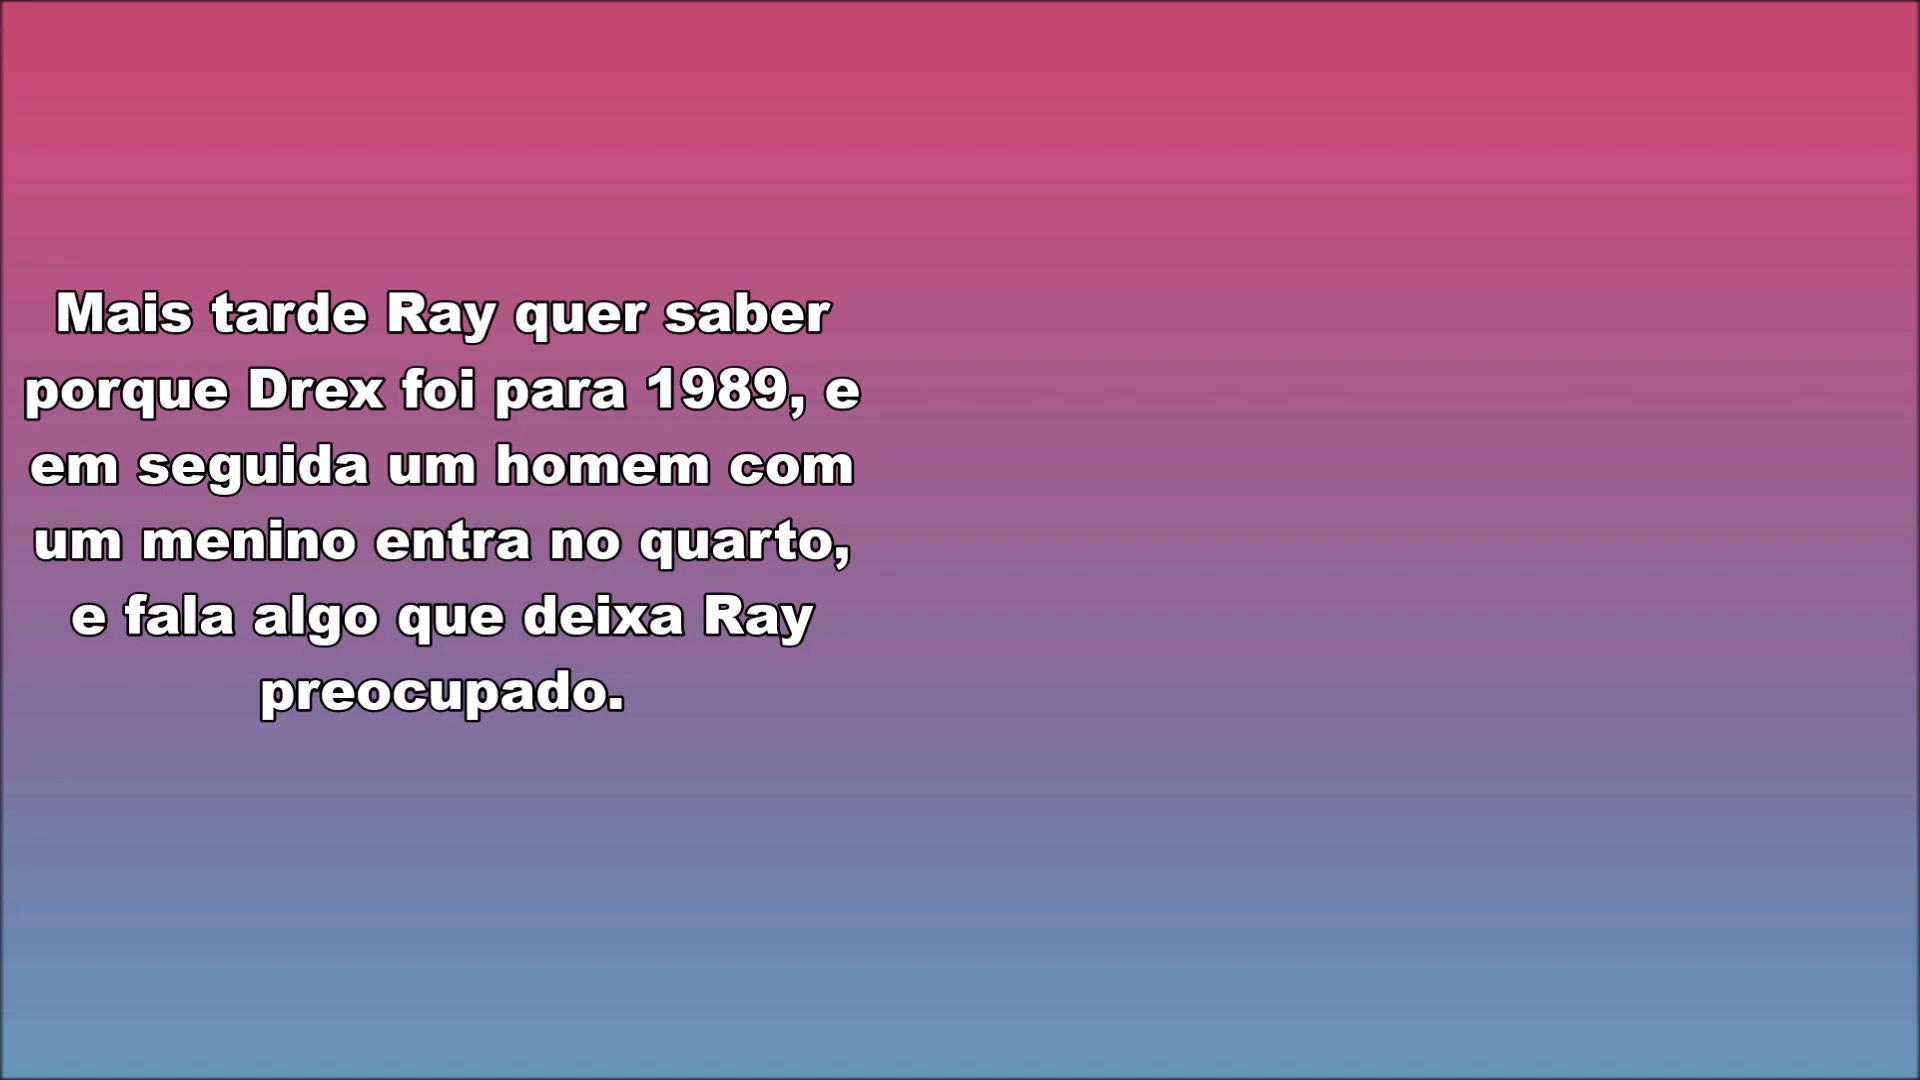 Mais tarde Ray quer saber
porque Drex foi para 1989, e
em seguida um homem com
um menino entra no quarto,
e fala algo que deixa Ray
preocupado.